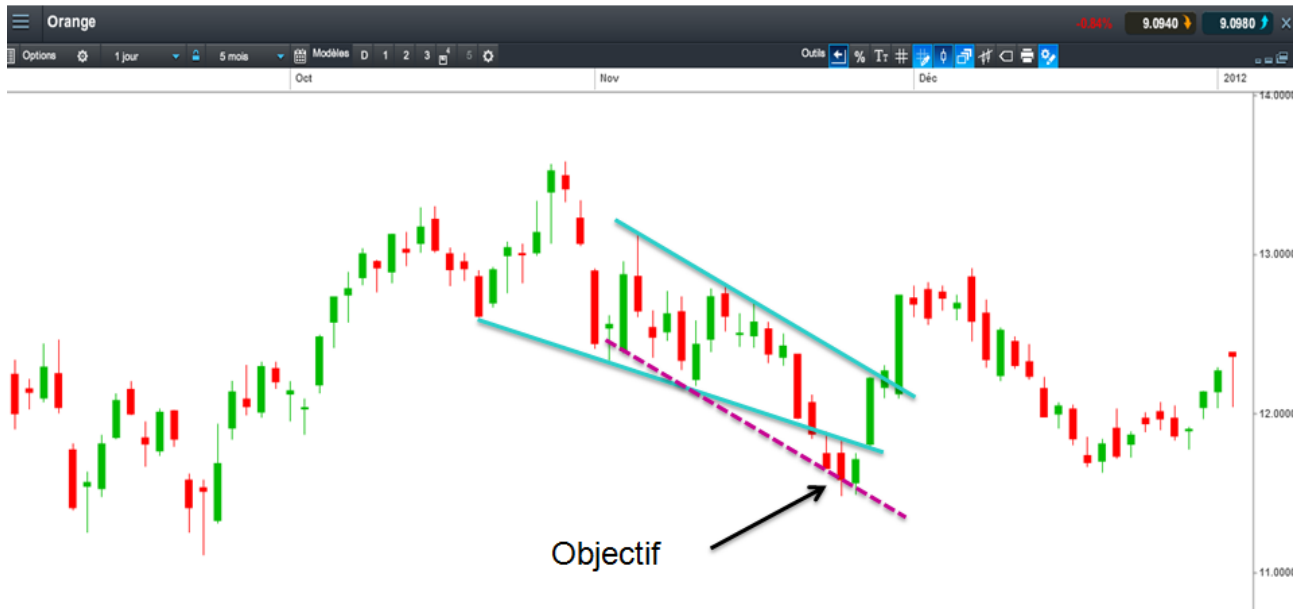 Orange -0.84% 9.0940 9.0980
Options 1 jour 5 mois Modèles D 1 2 3 4 5 Outils % TT
Oct Nov Déc 2012
14.0000
13.0000
12.0000
11.0000
Objectif